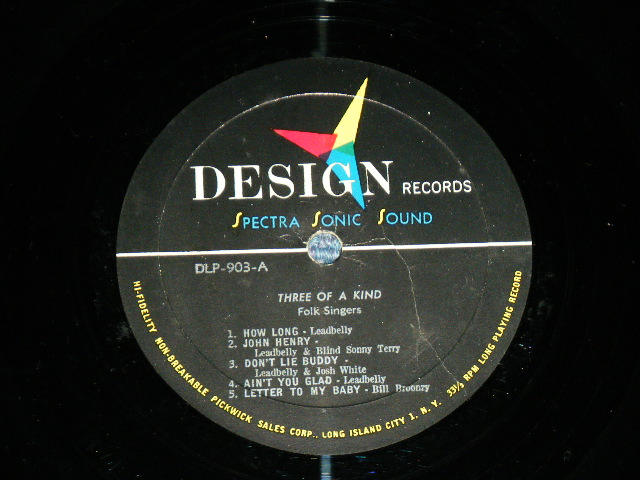 DESIGN RECORDS
SPECTRA SONIC SOUND
DLP-903-A
THREE OF A KIND
Folk Singers
1. HOW LONG - Leadbelly
2. JOHN HENRY -
Leadbelly & Blind Sonny Terry
3. DON'T LIE BUDDY -
Leadbelly & Josh White
4. AIN'T YOU GLAD - Leadbelly
5. LETTER TO MY BABY - Bill Broonzy
HI-FIDELITY NON-BREAKABLE PICKWICK SALES CORP., LONG ISLAND CITY 1, N. Y. 33⅓ RPM LONG PLAYING RECORD